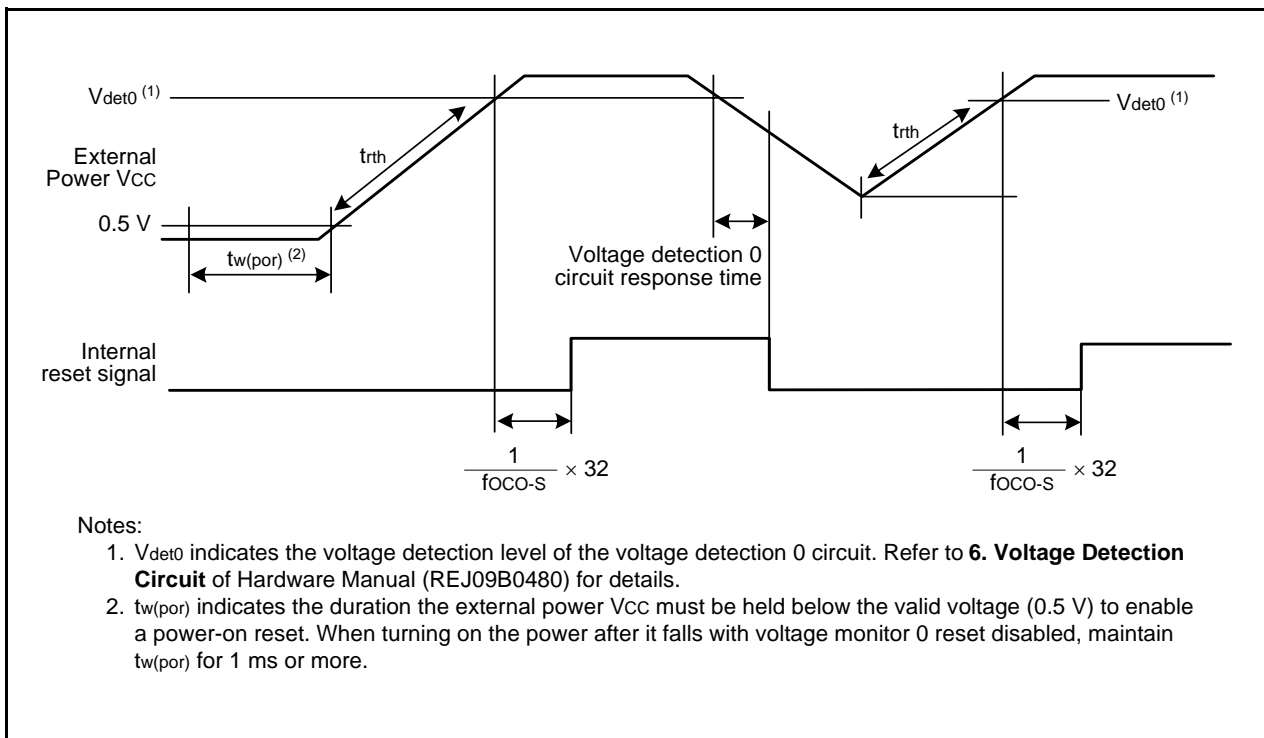 Vdet0 (1)
Vdet0 (1)
trth
trth
External
Power VCC
0.5 V
tw(por) (2)
Voltage detection 0
circuit response time
Internal
reset signal
1
fOCO-S
× 32
1
fOCO-S
× 32
Notes:
1. Vdet0 indicates the voltage detection level of the voltage detection 0 circuit. Refer to 6. Voltage Detection
Circuit of Hardware Manual (REJ09B0480) for details.
2. tw(por) indicates the duration the external power VCC must be held below the valid voltage (0.5 V) to enable
a power-on reset. When turning on the power after it falls with voltage monitor 0 reset disabled, maintain
tw(por) for 1 ms or more.